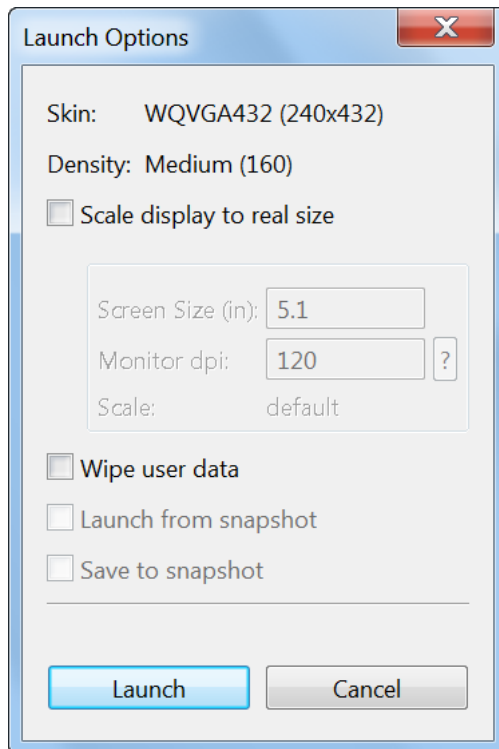 Launch Options
Skin: WQVGA432 (240x432)
Density: Medium (160)
Scale display to real size
Screen Size (in): 5.1
Monitor dpi: 120 ?
Scale: default
Wipe user data
Launch from snapshot
Save to snapshot
Launch Cancel